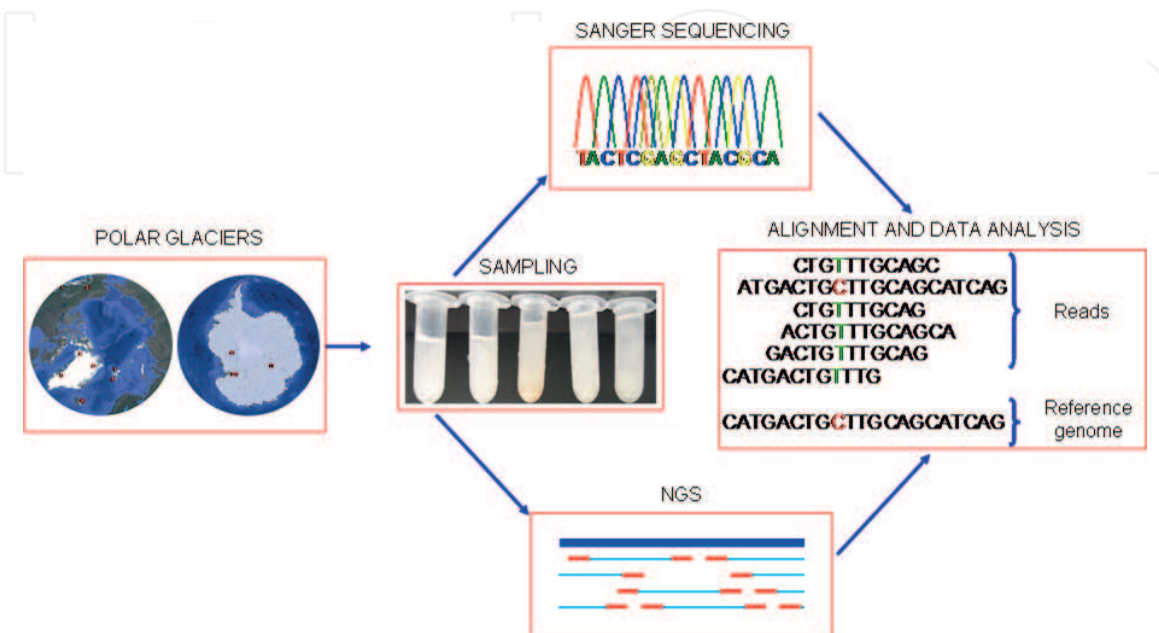 SANGER SEQUENCING
TACTCGAGCTACGCA
POLAR GLACIERS
SAMPLING
ALIGNMENT AND DATA ANALYSIS
CTGTTTGCAGC
ATGACTGCTTGCAGCATCAG
CTGTTTGCAG
ACTGTTTGCAGCA
GACTGTTTGCAG
CATGACTGTTTG
Reads
CATGACTGCTTGCAGCATCAG
Reference
genome
NGS